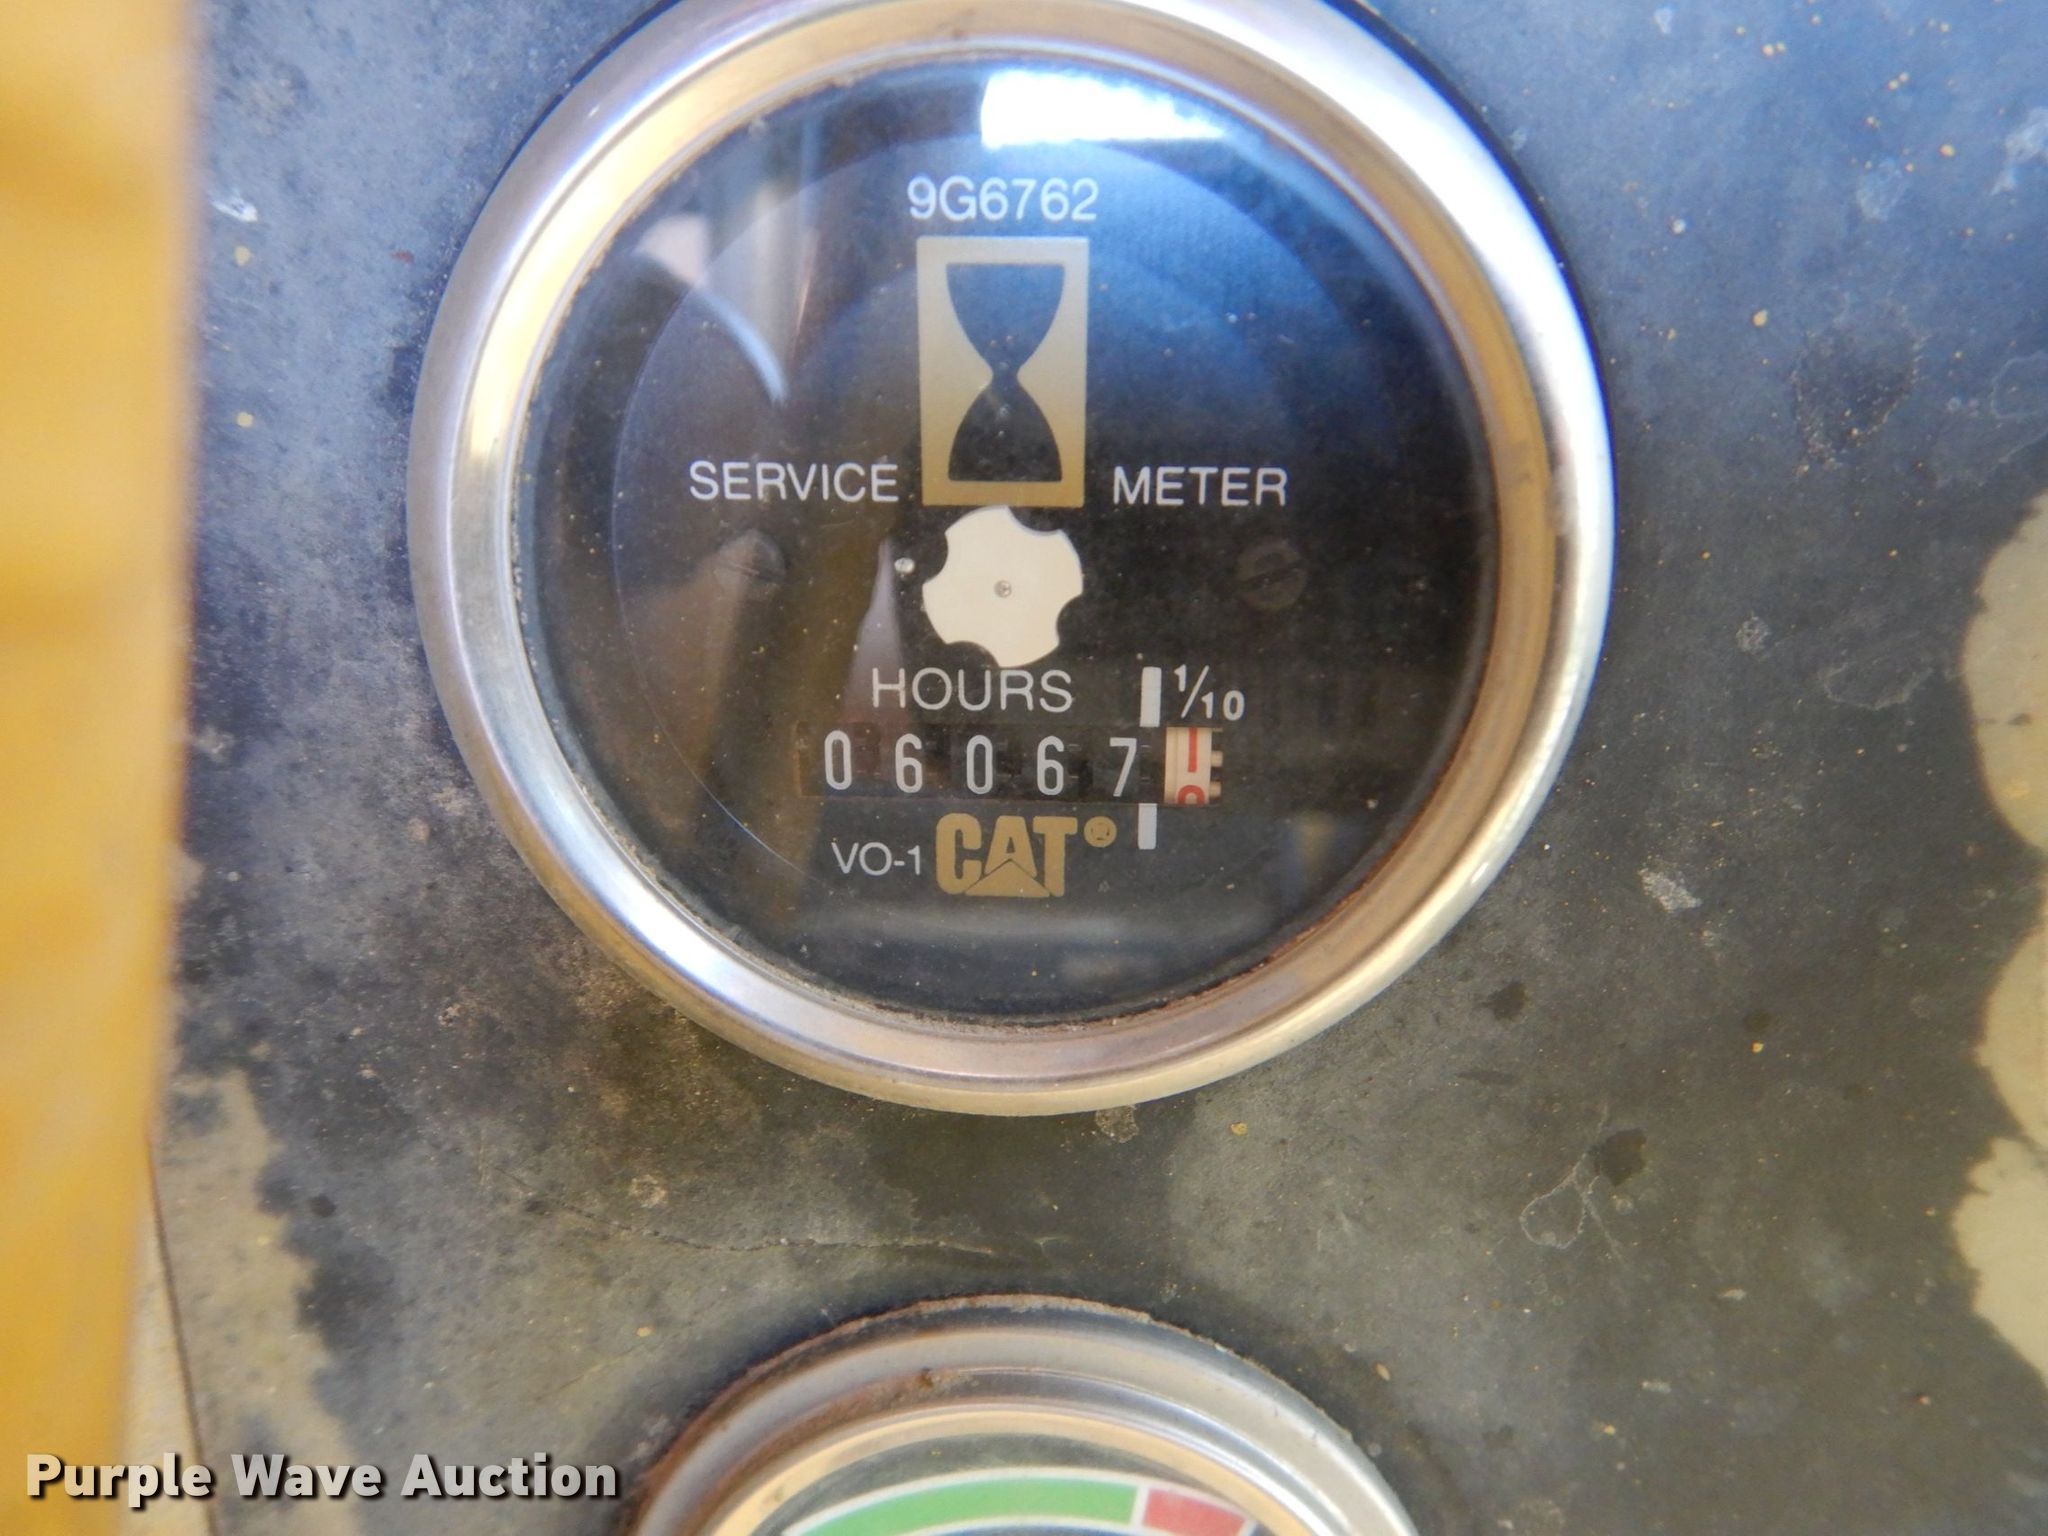 9G6762
SERVICE METER
HOURS 1/10
06067
VO-1 CAT®
Purple Wave Auction